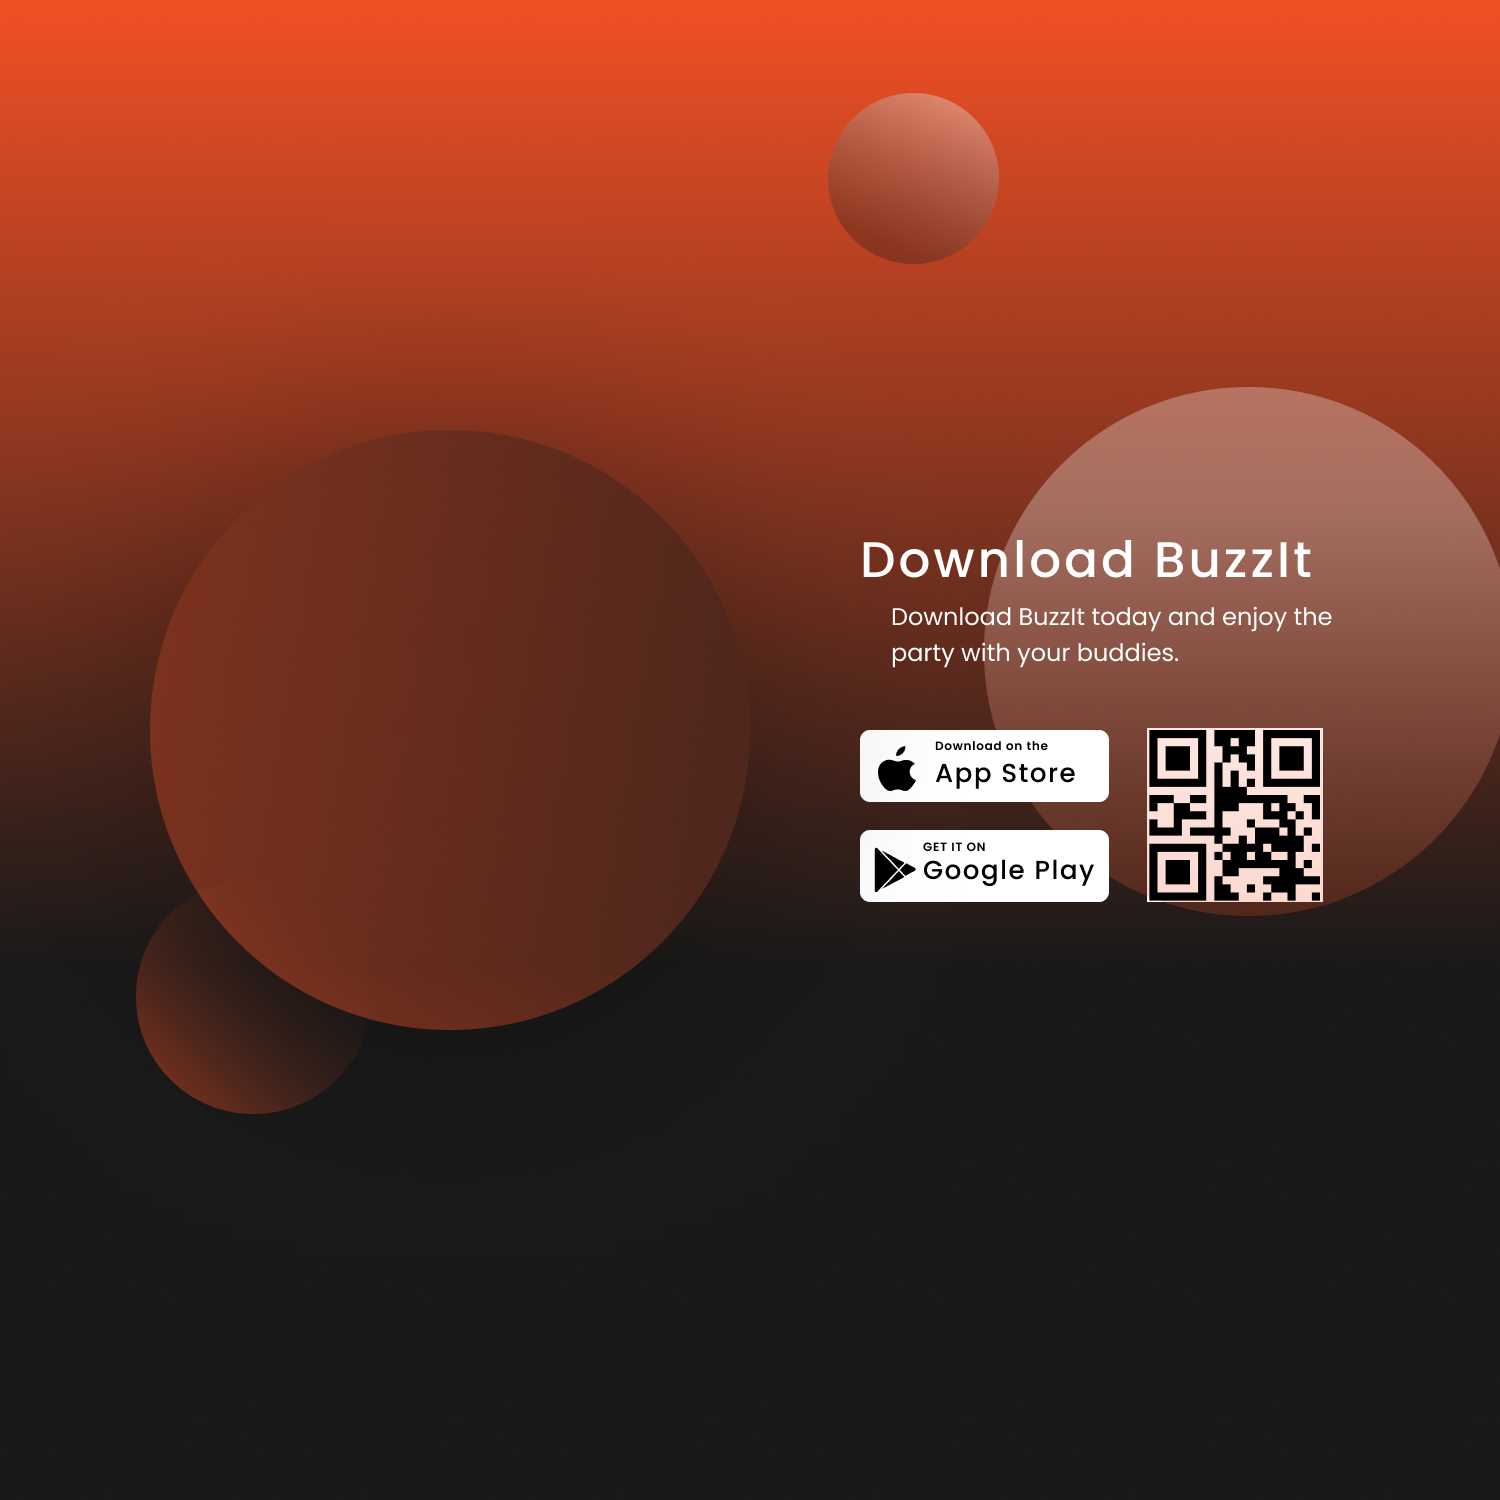 Download BuzzIt
Download BuzzIt today and enjoy the
party with your buddies.
Download on the
App Store
GET IT ON
Google Play